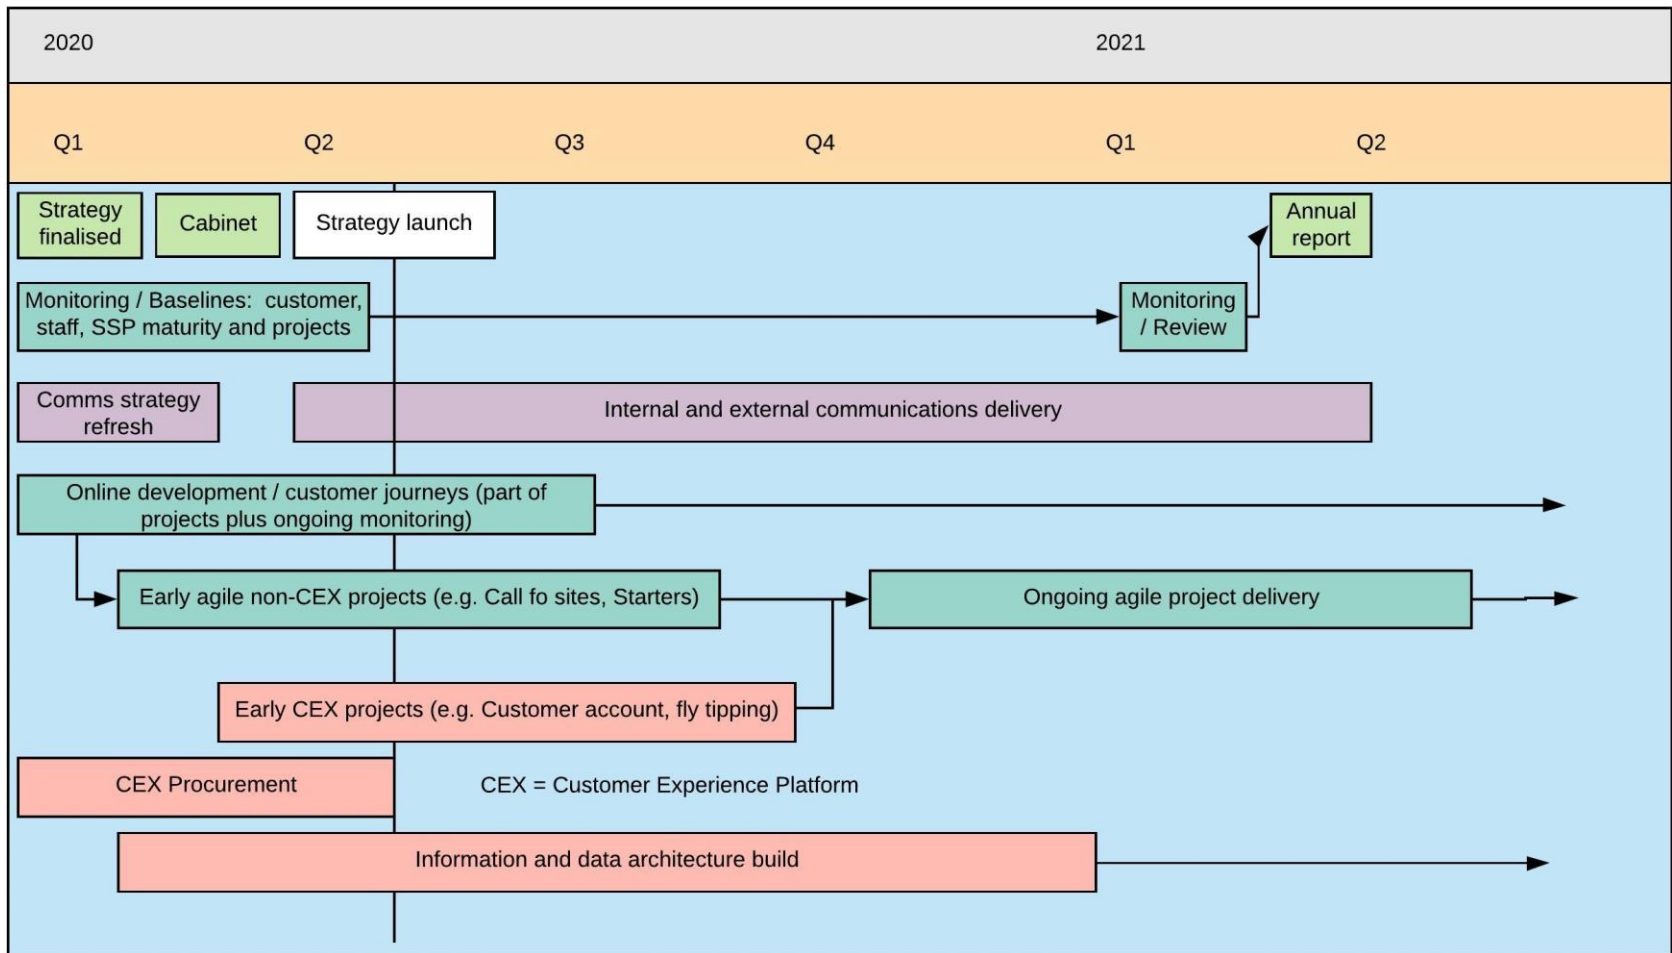 2020
2021
Q1
Q2
Q3
Q4
Q1
Q2
Strategy
finalised
Cabinet
Strategy launch
Annual
report
Monitoring / Baselines: customer,
staff, SSP maturity and projects
Monitoring
/ Review
Comms strategy
refresh
Internal and external communications delivery
Online development / customer journeys (part of
projects plus ongoing monitoring)
Early agile non-CEX projects (e.g. Call fo sites, Starters)
Ongoing agile project delivery
Early CEX projects (e.g. Customer account, fly tipping)
CEX Procurement
CEX = Customer Experience Platform
Information and data architecture build